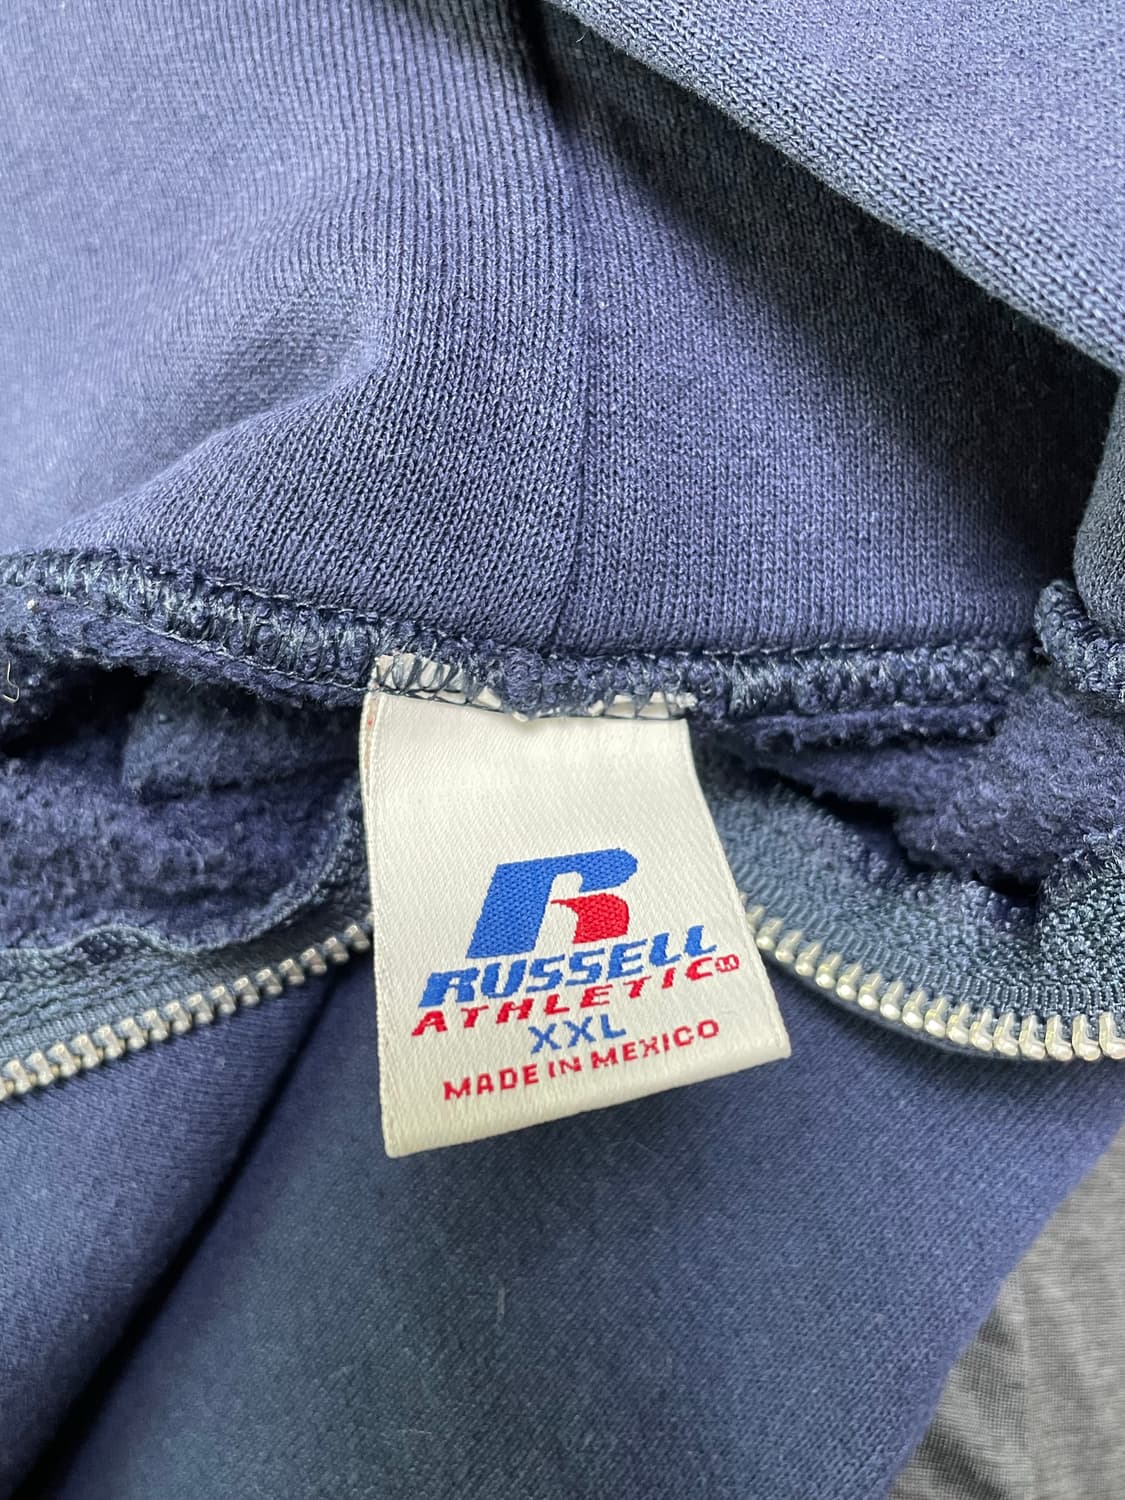 R
RUSSELL
ATHLETIC®
XXL
MADE IN MEXICO